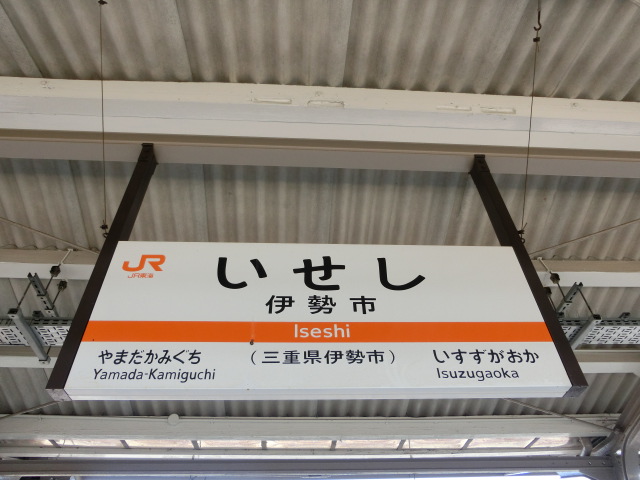 JR
JR東海
いせし
伊勢市
Iseshi
やまだかみぐち
Yamada-Kamiguchi
(三重県伊勢市)
いすずがおか
Isuzugaoka